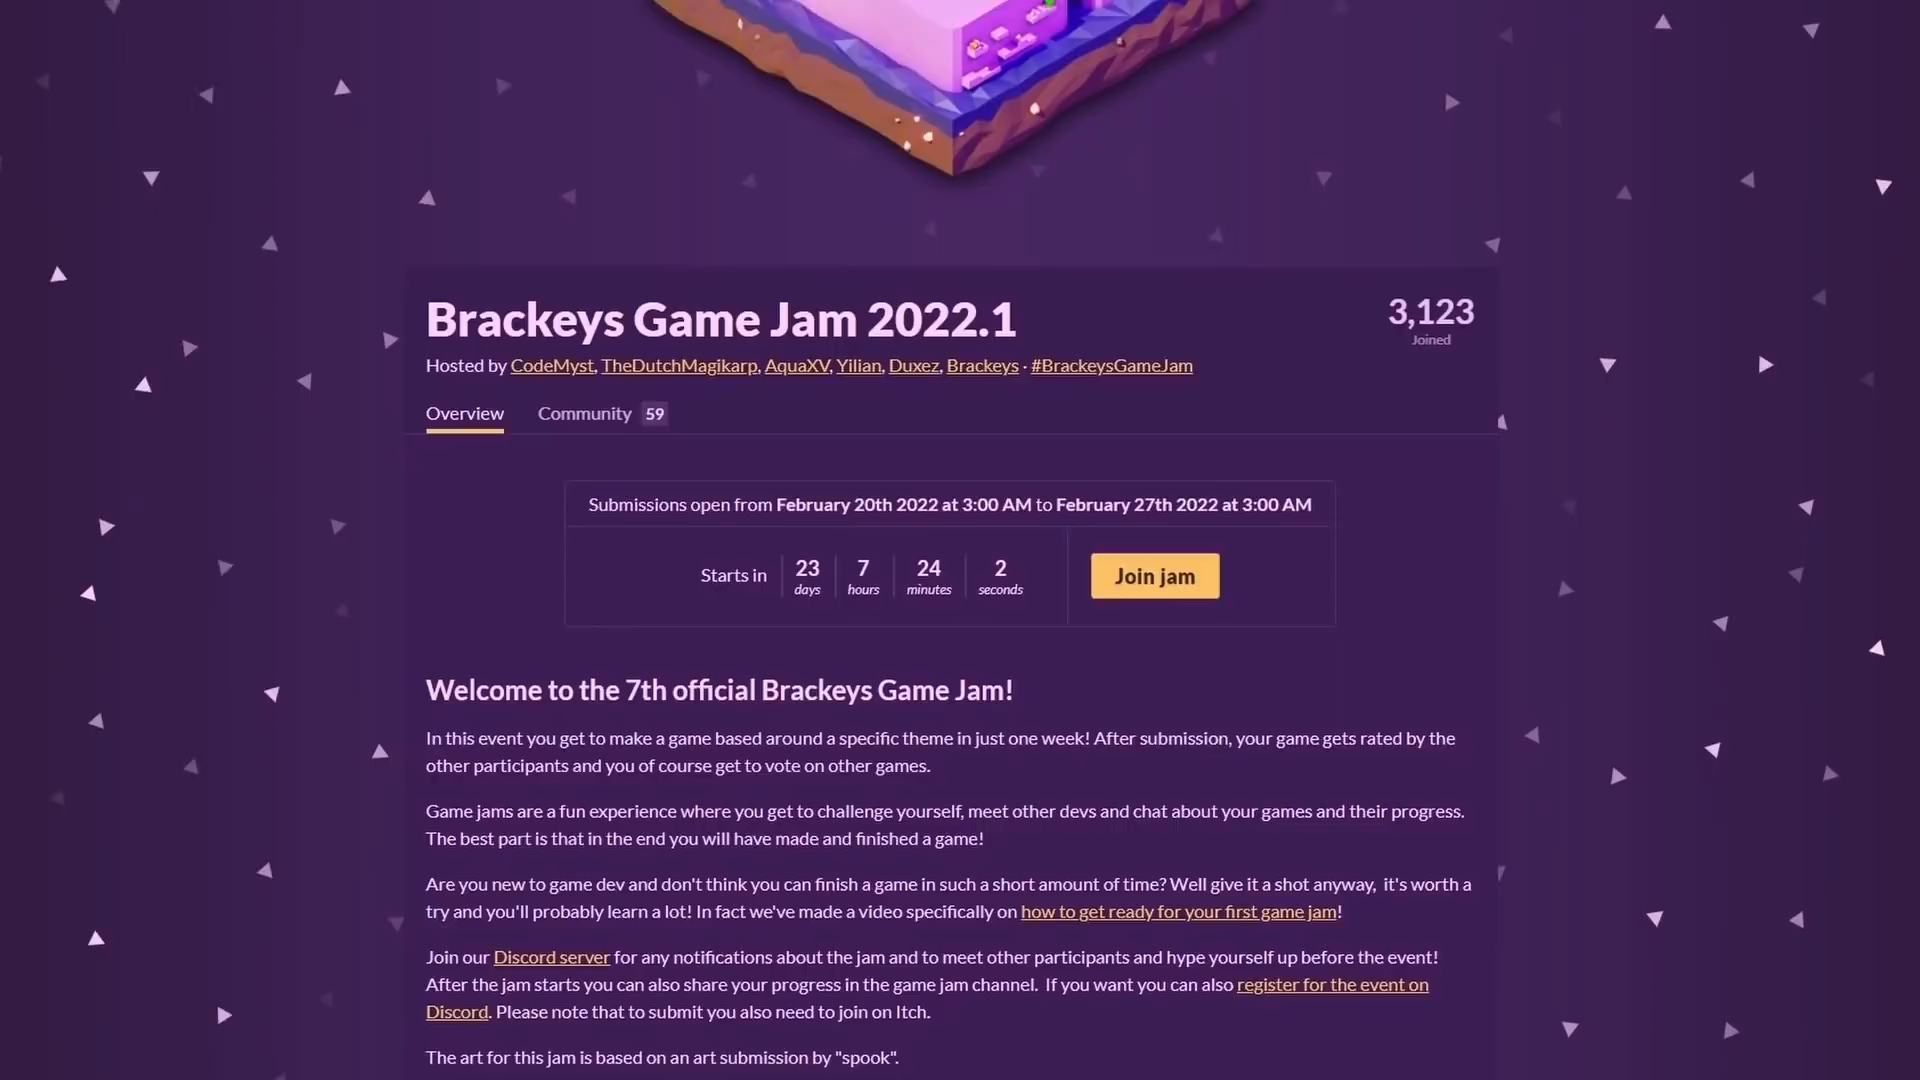 Brackeys Game Jam 2022.1
3,123
Joined
Hosted by CodeMyst, TheDutchMagikarp, AquaXV, Yilian, Duxez, Brackeys · #BrackeysGameJam
Overview Community 59
Submissions open from February 20th 2022 at 3:00 AM to February 27th 2022 at 3:00 AM
Starts in 23 7 24 2
days hours minutes seconds
Join jam
Welcome to the 7th official Brackeys Game Jam!
In this event you get to make a game based around a specific theme in just one week! After submission, your game gets rated by the
other participants and you of course get to vote on other games.
Game jams are a fun experience where you get to challenge yourself, meet other devs and chat about your games and their progress.
The best part is that in the end you will have made and finished a game!
Are you new to game dev and don't think you can finish a game in such a short amount of time? Well give it a shot anyway, it's worth a
try and you'll probably learn a lot! In fact we've made a video specifically on how to get ready for your first game jam!
Join our Discord server for any notifications about the jam and to meet other participants and hype yourself up before the event!
After the jam starts you can also share your progress in the game jam channel. If you want you can also register for the event on
Discord. Please note that to submit you also need to join on Itch.
The art for this jam is based on an art submission by "spook".